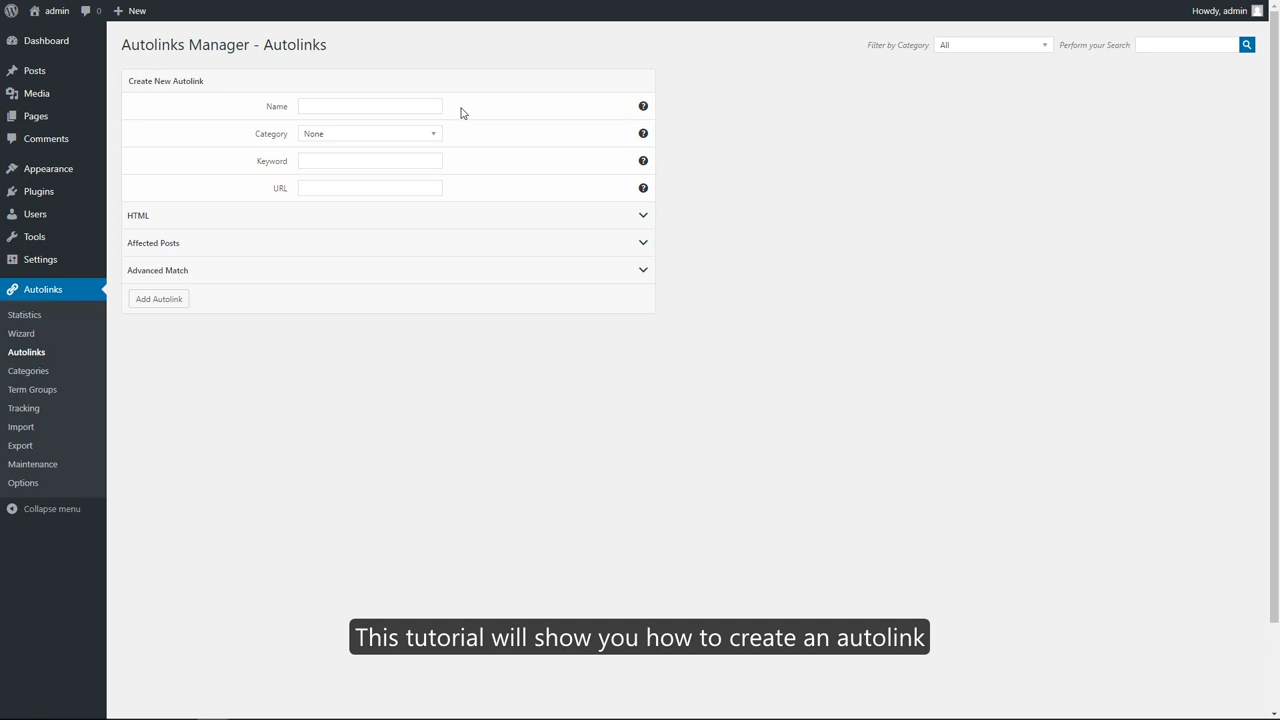 admin
0
New
Howdy, admin
Dashboard
Posts
Media
Pages
Comments
Appearance
Plugins
Users
Tools
Settings
Autolinks
Statistics
Wizard
Autolinks
Categories
Term Groups
Tracking
Import
Export
Maintenance
Options
Collapse menu
Autolinks Manager - Autolinks
Filter by Category
All
Perform your Search
Create New Autolink
Name
Category
None
Keyword
URL
HTML
Affected Posts
Advanced Match
Add Autolink
This tutorial will show you how to create an autolink